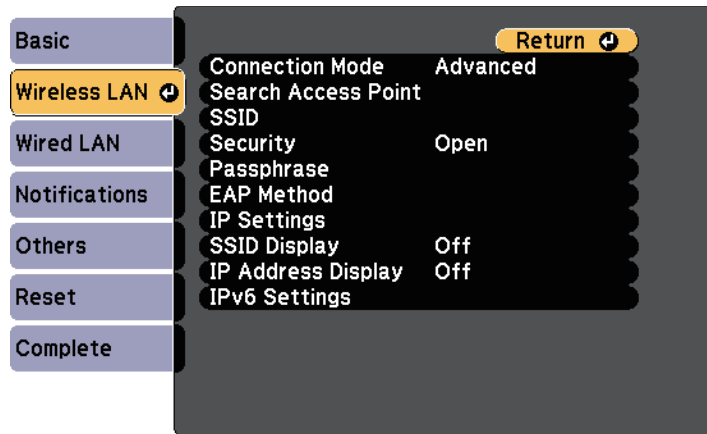 Basic
Wireless LAN
Wired LAN
Notifications
Others
Reset
Complete
Return
Connection Mode Advanced
Search Access Point
SSID
Security Open
Passphrase
EAP Method
IP Settings
SSID Display Off
IP Address Display Off
IPv6 Settings